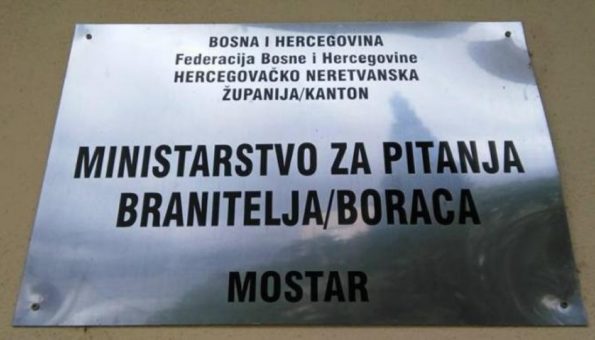 BOSNA I HERCEGOVINA
Federacija Bosne i Hercegovine
HERCEGOVAČKO NERETVANSKA
ŽUPANIJA/KANTON
MINISTARSTVO ZA PITANJA
BRANITELJA/BORACA
MOSTAR